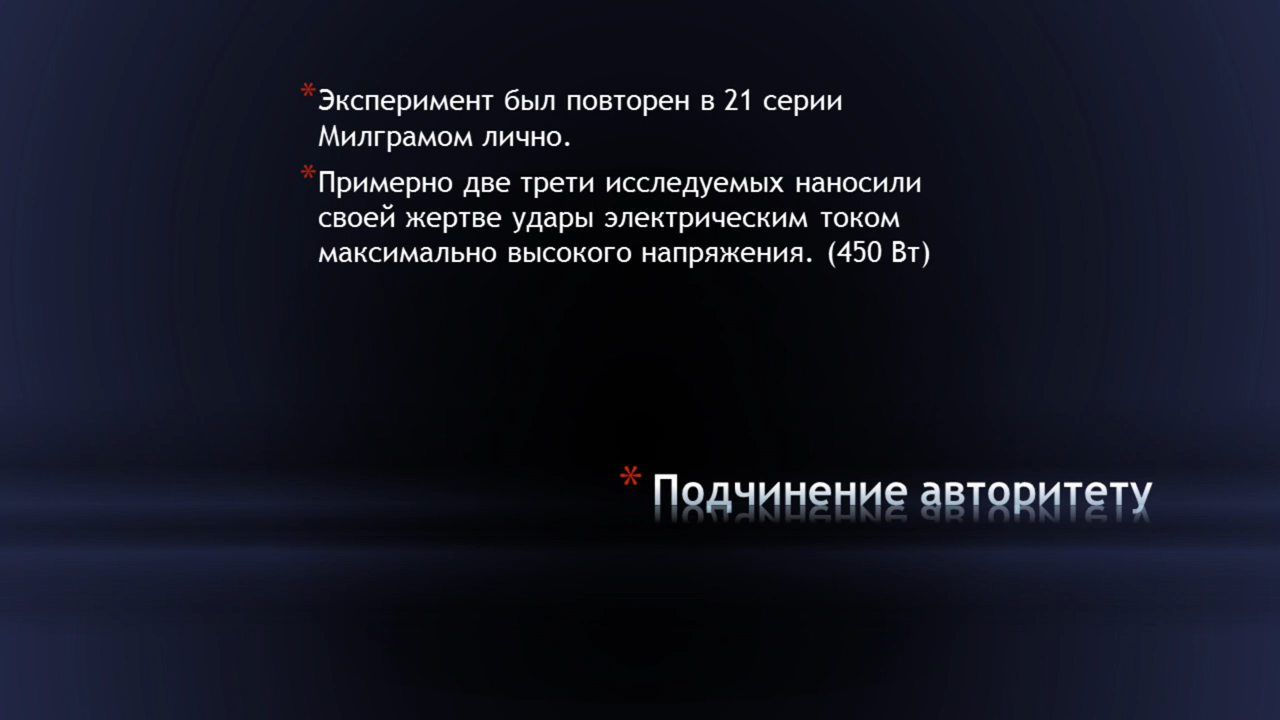 * Эксперимент был повторен в 21 серии
Милграмом лично.
* Примерно две трети исследуемых наносили
своей жертве удары электрическим током
максимально высокого напряжения. (450 Вт)
* Подчинение авторитету